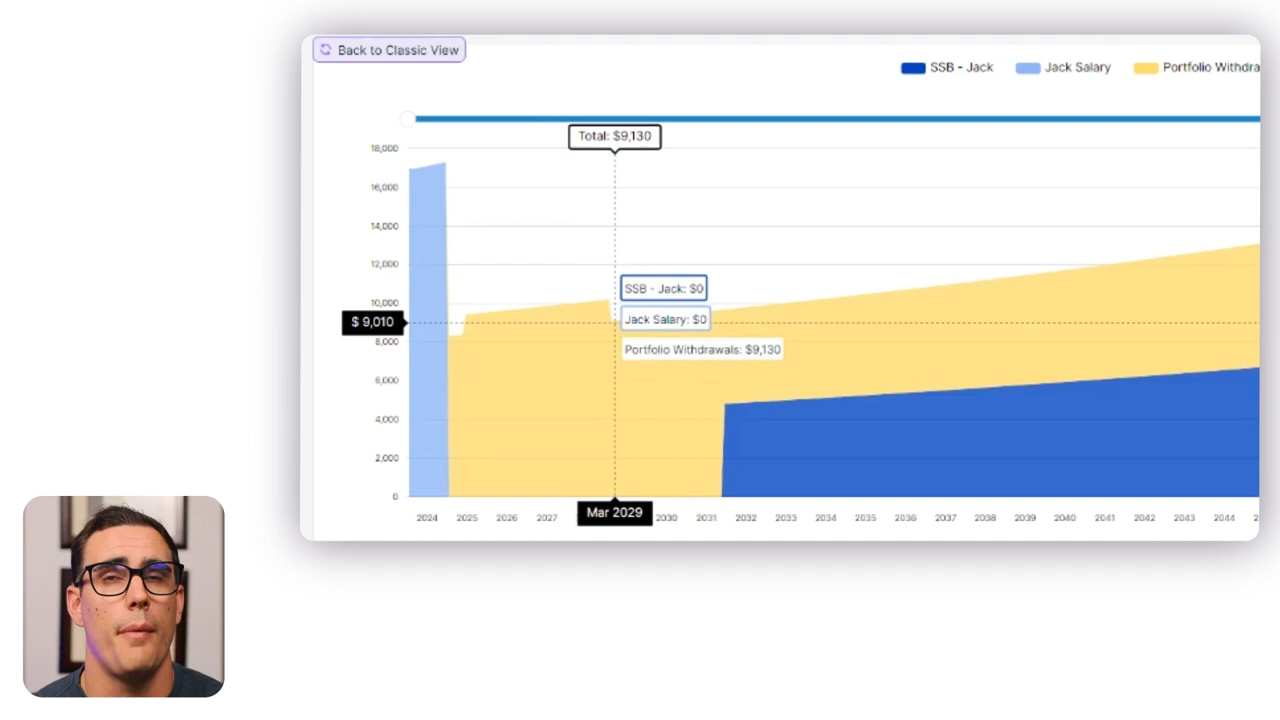 Back to Classic View
SSB - Jack
Jack Salary
Portfolio Withdra
Total: $9,130
18,000
16,000
14,000
12,000
10,000
8,000
6,000
4,000
2,000
0
$ 9,010
SSB - Jack: $0
Jack Salary: $0
Portfolio Withdrawals: $9,130
Mar 2029
2024 2025 2026 2027 2030 2031 2032 2033 2034 2035 2036 2037 2038 2039 2040 2041 2042 2043 2044 2